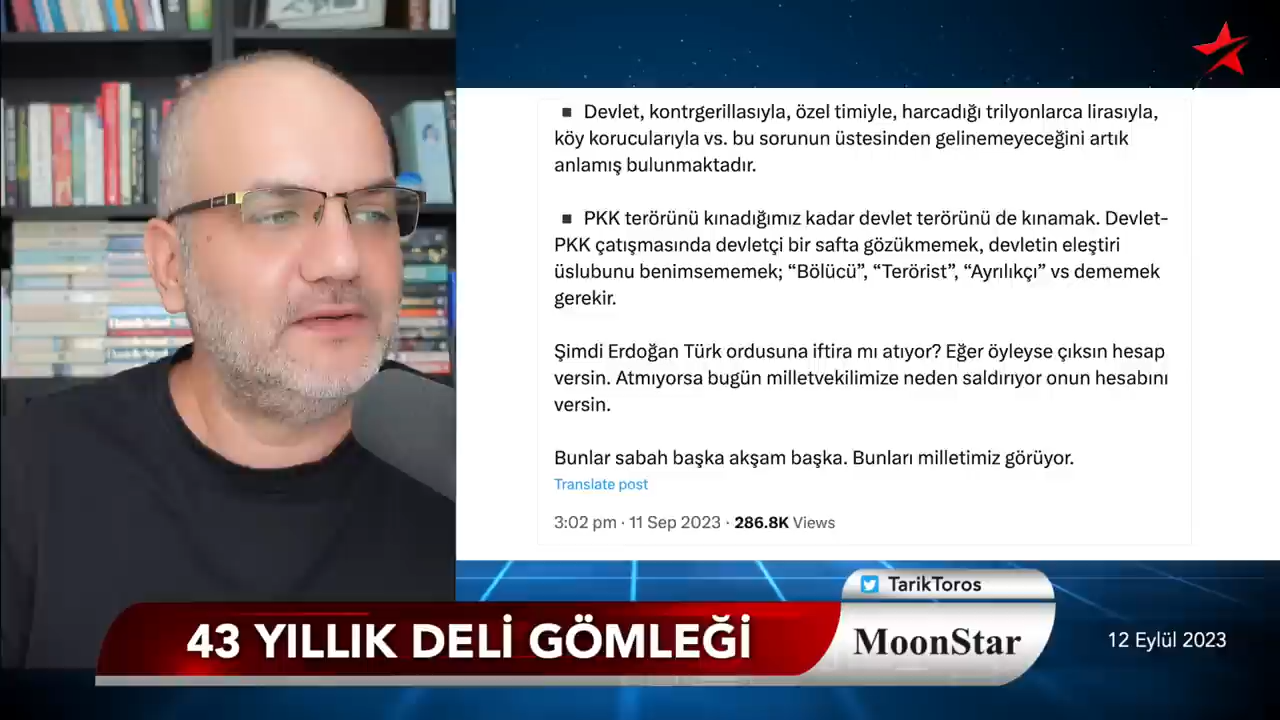 ▪ Devlet, kontrgerillasıyla, özel timiyle, harcadığı trilyonlarca lirasıyla,
köy korucularıyla vs. bu sorunun üstesinden gelinemeyeceğini artık
anlamış bulunmaktadır.
▪ PKK terörünü kınadığımız kadar devlet terörünü de kınamak. Devlet-
PKK çatışmasında devletçi bir safta gözükmemek, devletin eleştiri
üslubunu benimsememek; “Bölücü”, “Terörist”, “Ayrılıkçı” vs dememek
gerekir.
Şimdi Erdoğan Türk ordusuna iftira mı atıyor? Eğer öyleyse çıksın hesap
versin. Atmıyorsa bugün milletvekilimize neden saldırıyor onun hesabını
versin.
Bunlar sabah başka akşam başka. Bunları milletimiz görüyor.
Translate post
3:02 pm · 11 Sep 2023 · 286.8K Views
TarikToros
43 YILLIK DELİ GÖMLEĞİ
MoonStar
12 Eylül 2023